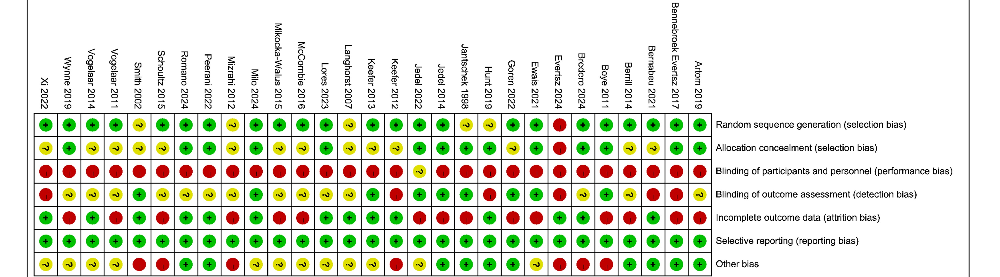 Xi 2022
Wynne 2019
Vogelaar 2014
Vogelaar 2011
Smith 2002
Schoultz 2015
Romano 2024
Peerani 2022
Mizrahi 2012
Milo 2024
Mikocka-Walus 2015
McCombie 2016
Lores 2023
Langhorst 2007
Keefer 2013
Keefer 2012
Jedel 2022
Jedel 2014
Jantschek 1998
Hunt 2019
Goren 2022
Ewais 2021
Evertsz 2024
Bredero 2024
Boye 2011
Berrill 2014
Bernabeu 2021
Bennebroek Evertsz 2017
Artom 2019
+ + + + ? + + + ? + + + + ? + + + + ? ? + + - + + + + + + Random sequence generation (selection bias)
? + ? ? ? ? + + ? + ? ? + ? ? ? + + + + ? + - + + ? ? + + Allocation concealment (selection bias)
- - - - - - - - - - - - - - - - ? - - - - - - - - - - - - Blinding of participants and personnel (performance bias)
- ? ? ? + ? ? ? ? + ? ? ? ? + - + + + - + + - ? + ? - - ? Blinding of outcome assessment (detection bias)
+ - + - + - + + - + - - + + + + - - - + - - + + - - + - - Incomplete outcome data (attrition bias)
+ + + + + + + + + + + + + + + + + + + + + + + + + + + + + Selective reporting (reporting bias)
? ? ? ? - - + + - ? ? ? ? ? ? - ? + + + + ? - - - + + + + Other bias